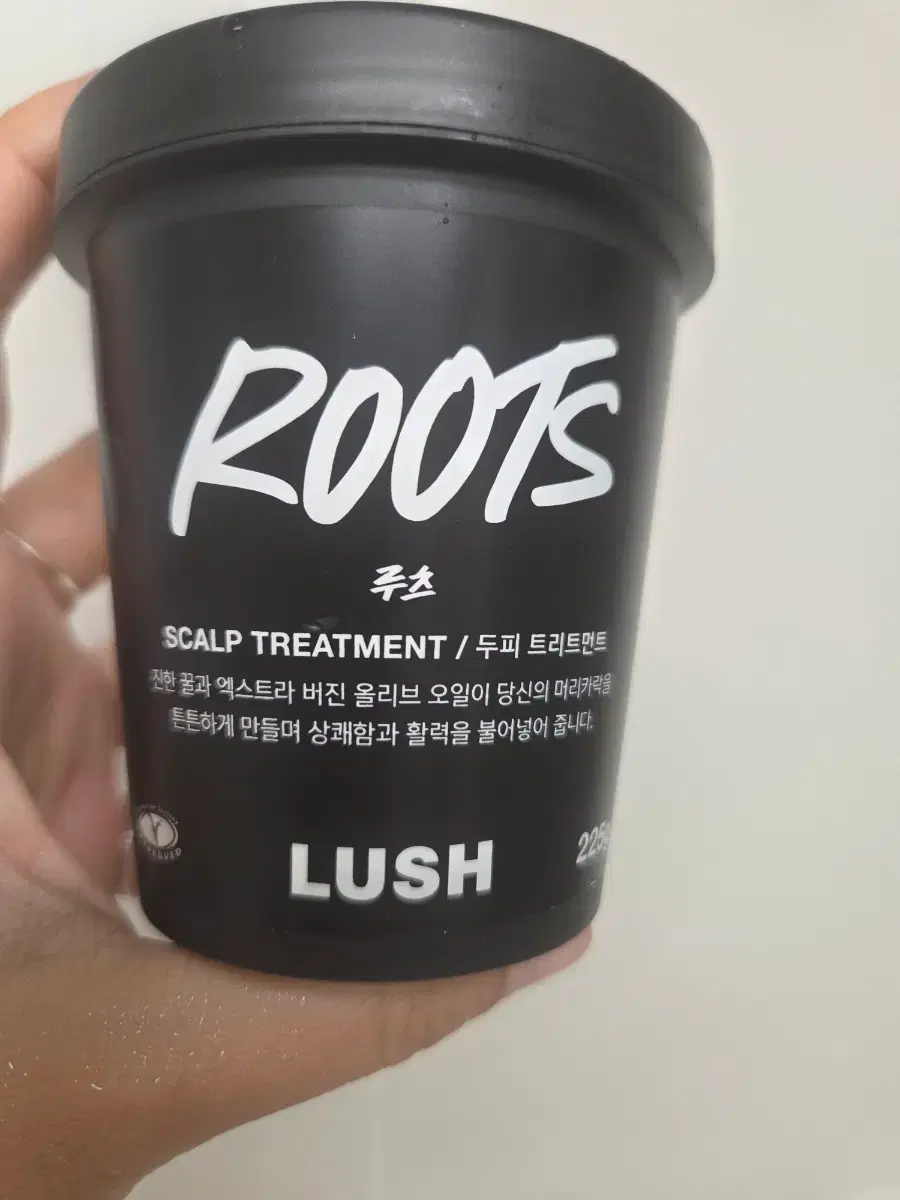 ROOTS
루츠
SCALP TREATMENT / 두피 트리트먼트
진한 꿀과 엑스트라 버진 올리브 오일이 당신의 머리카락을
튼튼하게 만들며 상쾌함과 활력을 불어넣어 줍니다.
LUSH
225g